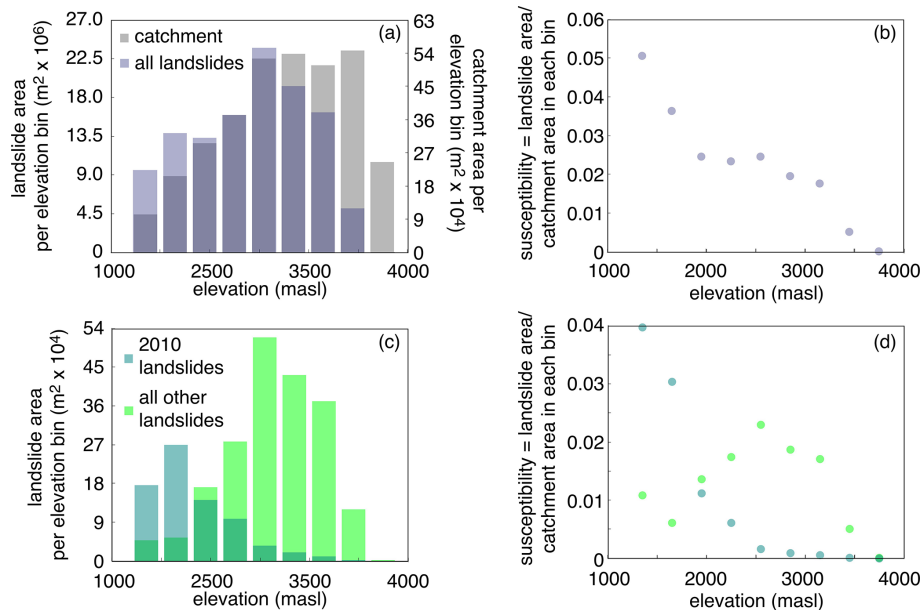 landslide area
per elevation bin (m² x 10⁶)
27.0
22.5
18.0
13.5
9.0
4.5
0
(a)
catchment
all landslides
63
54
45
36
27
18
9
0
catchment area per
elevation bin (m² x 10⁴)
1000 2500 3500 4000
elevation (masl)
susceptibility = landslide area/
catchment area in each bin
0.06
0.05
0.04
0.03
0.02
0.01
0
(b)
1000 2000 3000 4000
elevation (masl)
landslide area
per elevation bin (m² x 10⁴)
54
45
36
27
18
9
0
(c)
2010
landslides
all other
landslides
1000 2500 3500 4000
elevation (masl)
susceptibility = landslide area/
catchment area in each bin
0.04
0.03
0.02
0.01
0
(d)
1000 2000 3000 4000
elevation (masl)